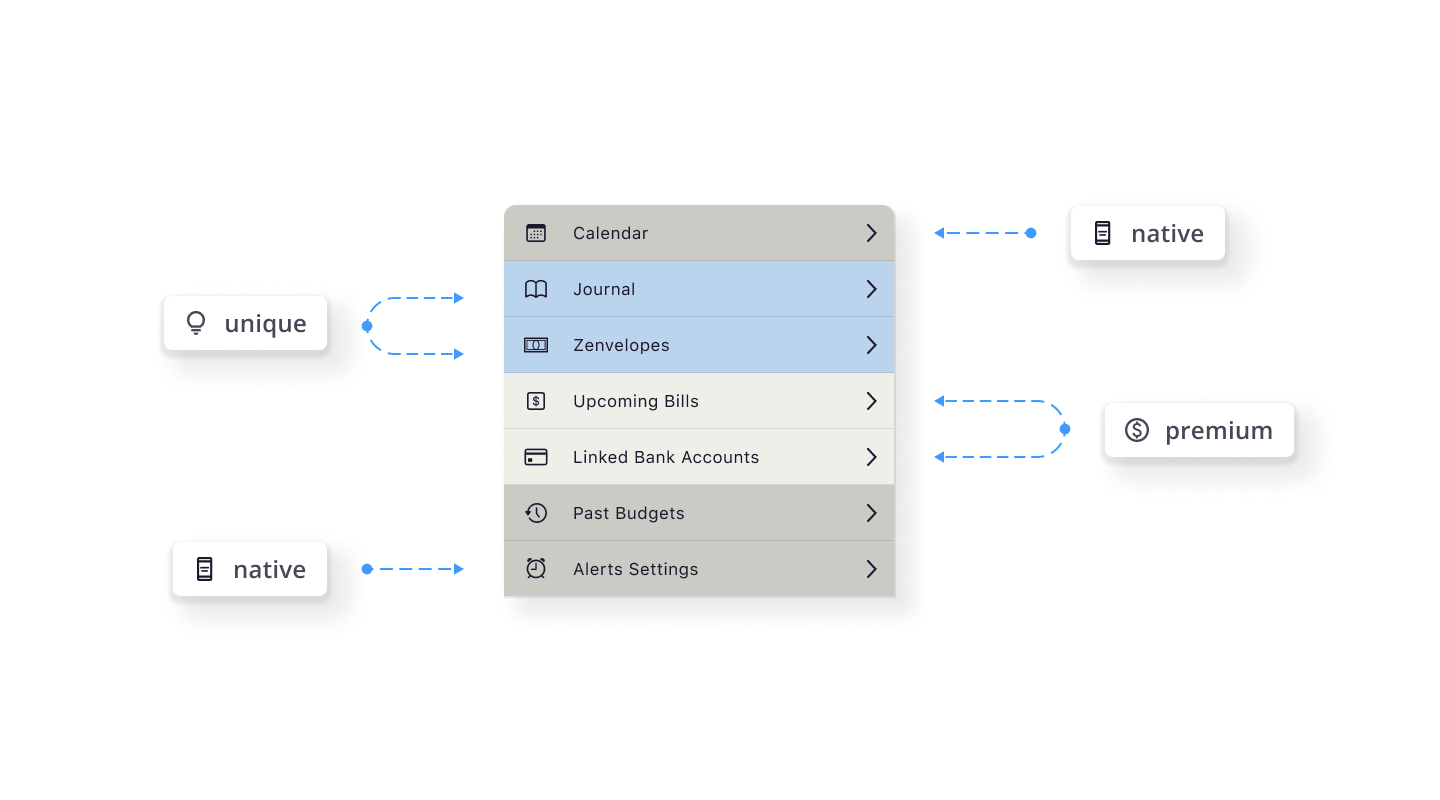 Calendar
native
Journal
unique
Zenvelopes
Upcoming Bills
premium
Linked Bank Accounts
Past Budgets
Alerts Settings
native